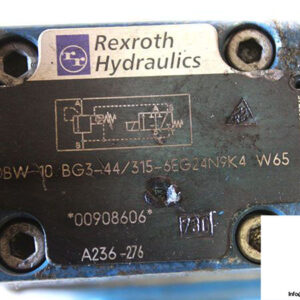 Rexroth
Hydraulics
DBW 10 BG3-44/315-6EG24N9K4 W65
*00908606*
A236-276